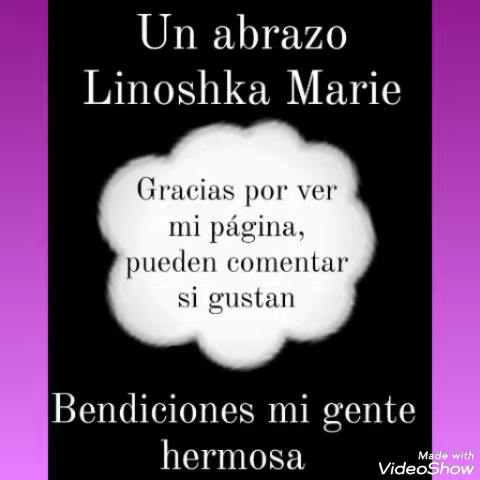 Un abrazo
Linoshka Marie
Gracias por ver
mi página,
pueden comentar
si gustan
Bendiciones mi gente
hermosa
Made with
VideoShow